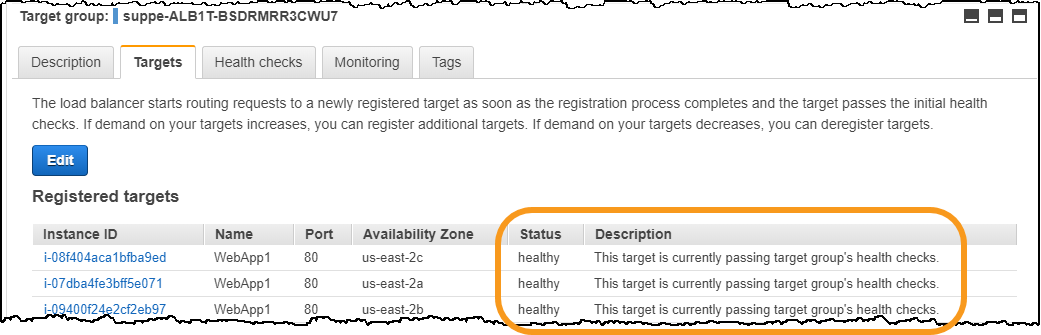 Target group: suppe-ALB1T-BSDRMRR3CWU7
Description Targets Health checks Monitoring Tags
The load balancer starts routing requests to a newly registered target as soon as the registration process completes and the target passes the initial health
checks. If demand on your targets increases, you can register additional targets. If demand on your targets decreases, you can deregister targets.
Edit
Registered targets
Instance ID Name Port Availability Zone Status Description
i-08f404aca1bfba9ed WebApp1 80 us-east-2c healthy This target is currently passing target group's health checks.
i-07dba4fe3bff5e071 WebApp1 80 us-east-2a healthy This target is currently passing target group's health checks.
i-09400f24e2cf2eb97 WebApp1 80 us-east-2b healthy This target is currently passing target group's health checks.